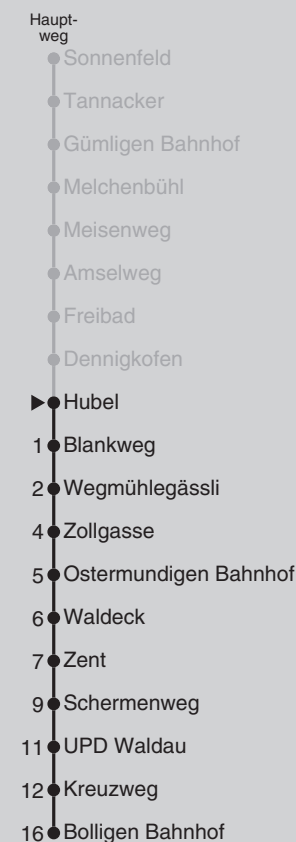 Haupt-
weg
Sonnenfeld
Tannacker
Gümligen Bahnhof
Melchenbühl
Meisenweg
Amselweg
Freibad
Dennigkofen
Hubel
1 Blankweg
2 Wegmühlegässli
4 Zollgasse
5 Ostermundigen Bahnhof
6 Waldeck
7 Zent
9 Schermenweg
11 UPD Waldau
12 Kreuzweg
16 Bolligen Bahnhof